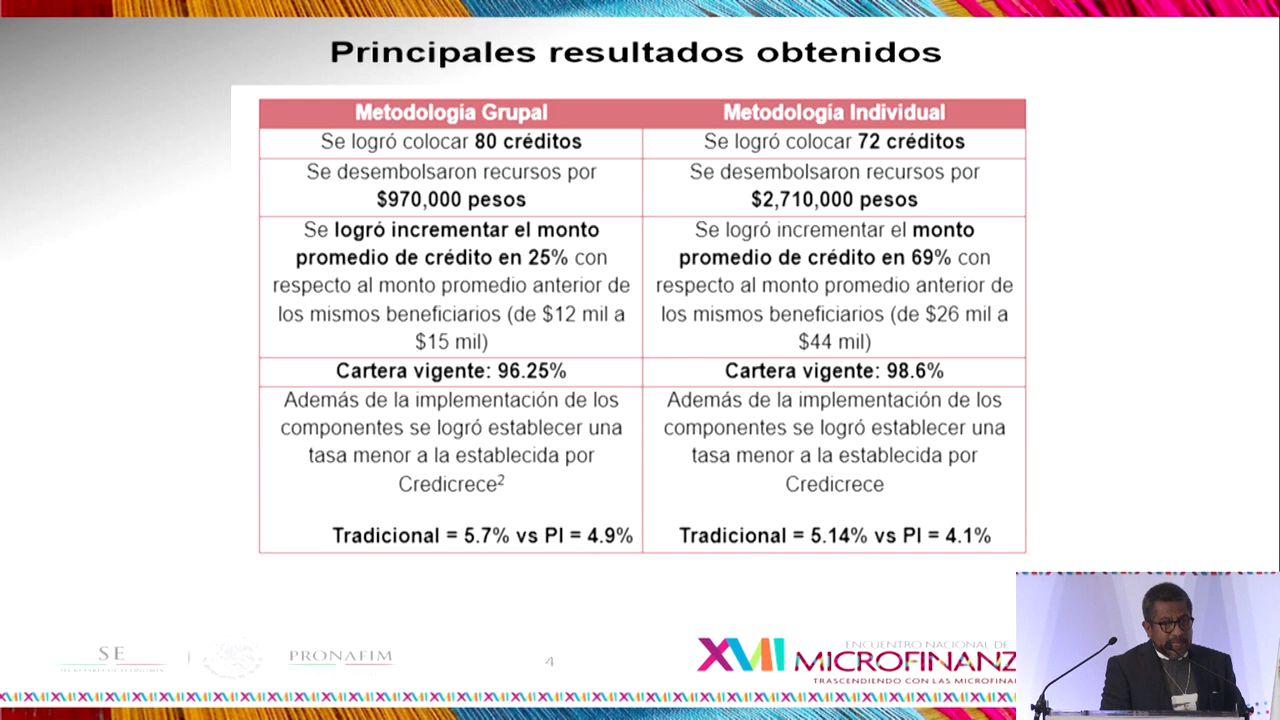 Principales resultados obtenidos
Metodologia Grupal
Metodología Individual
Se logró colocar 80 créditos
Se logró colocar 72 créditos
Se desembolsaron recursos por
$970,000 pesos
Se desembolsaron recursos por
$2,710,000 pesos
Se logró incrementar el monto
promedio de crédito en 25% con
respecto al monto promedio anterior de
los mismos beneficiarios (de $12 mil a
$15 mil)
Se logró incrementar el monto
promedio de crédito en 69% con
respecto al monto promedio anterior de
los mismos beneficiarios (de $26 mil a
$44 mil)
Cartera vigente: 96.25%
Cartera vigente: 98.6%
Además de la implementación de los
componentes se logró establecer una
tasa menor a la establecida por
Credicrece²
Tradicional = 5.7% vs PI = 4.9%
Además de la implementación de los
componentes se logró establecer una
tasa menor a la establecida por
Credicrece
Tradicional = 5.14% vs PI = 4.1%
SE
PRONAFIM
4
XVII
ENCUENTRO NACIONAL DE
MICROFINANZ
TRASCENDIENDO CON LAS MICROFINA